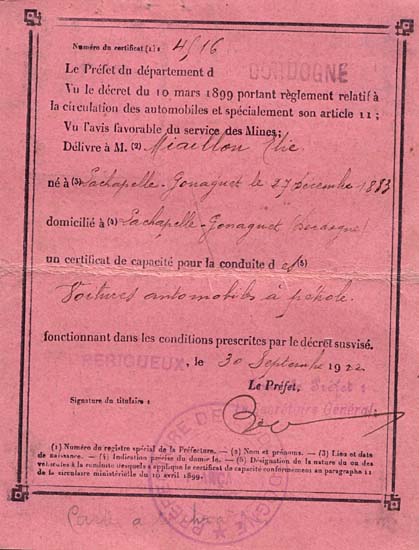 Numéro du certificat (1): 4516
Le Préfet du département d DORDOGNE
Vu le décret du 10 mars 1899 portant règlement relatif à
la circulation des automobiles et spécialement son article 11;
Vu l'avis favorable du service des Mines;
Délivre à M. (2) Miaillon Elie
né à (3) Lachapelle-Gonaguet le 27 Décembre 1883
domicilié à (4) Lachapelle-Gonaguet (Dordogne)
un certificat de capacité pour la conduite d es (5)
Voitures automobiles à pétrole.
fonctionnant dans les conditions prescrites par le décret susvisé.
PÉRIGUEUX, le 30 Septembre 1922
Le Préfet,
Secrétaire Général
Signature du titulaire :
(1) Numéro du registre spécial de la Préfecture. — (2) Nom et prénoms. — (3) Lieu et date
de naissance. — (4) Indication précise du domicile. — (5) Désignation de la nature du ou des
véhicules à la conduite desquels s'applique le certificat de capacité conformément au paragraphe 11
de la circulaire ministérielle du 10 avril 1899.